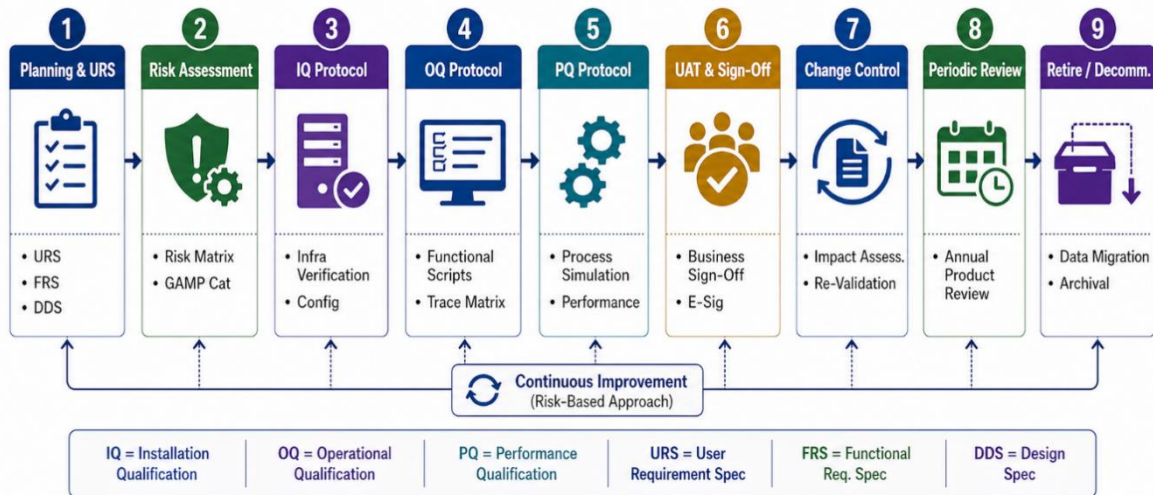 1
Planning & URS
• URS
• FRS
• DDS
2
Risk Assessment
• Risk Matrix
• GAMP Cat
3
IQ Protocol
• Infra
Verification
• Config
4
OQ Protocol
• Functional
Scripts
• Trace Matrix
5
PQ Protocol
• Process
Simulation
• Performance
6
UAT & Sign-Off
• Business
Sign-Off
• E-Sig
7
Change Control
• Impact Assess.
• Re-Validation
8
Periodic Review
• Annual
Product
Review
9
Retire / Decomm.
• Data Migration
• Archival
Continuous Improvement
(Risk-Based Approach)
IQ = Installation
Qualification
OQ = Operational
Qualification
PQ = Performance
Qualification
URS = User
Requirement Spec
FRS = Functional
Req. Spec
DDS = Design
Spec